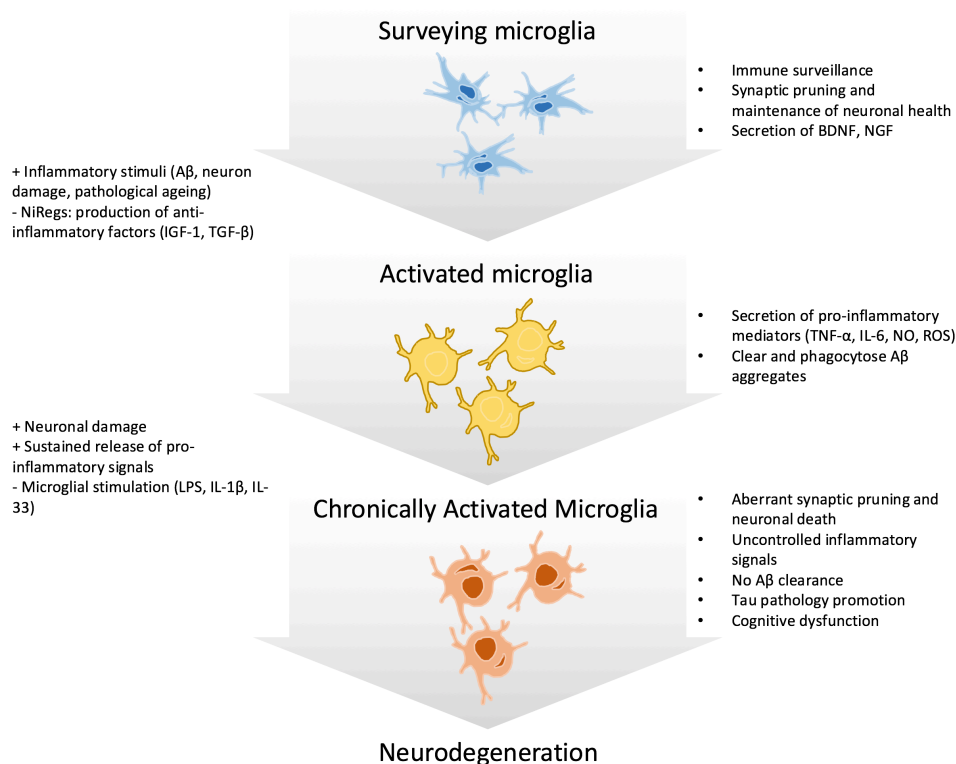 Surveying microglia
• Immune surveillance
• Synaptic pruning and
maintenance of neuronal health
• Secretion of BDNF, NGF
+ Inflammatory stimuli (Aβ, neuron
damage, pathological ageing)
- NiRegs: production of anti-
inflammatory factors (IGF-1, TGF-β)
Activated microglia
• Secretion of pro-inflammatory
mediators (TNF-α, IL-6, NO, ROS)
• Clear and phagocytose Aβ
aggregates
+ Neuronal damage
+ Sustained release of pro-
inflammatory signals
- Microglial stimulation (LPS, IL-1β, IL-
33)
Chronically Activated Microglia
• Aberrant synaptic pruning and
neuronal death
• Uncontrolled inflammatory
signals
• No Aβ clearance
• Tau pathology promotion
• Cognitive dysfunction
Neurodegeneration